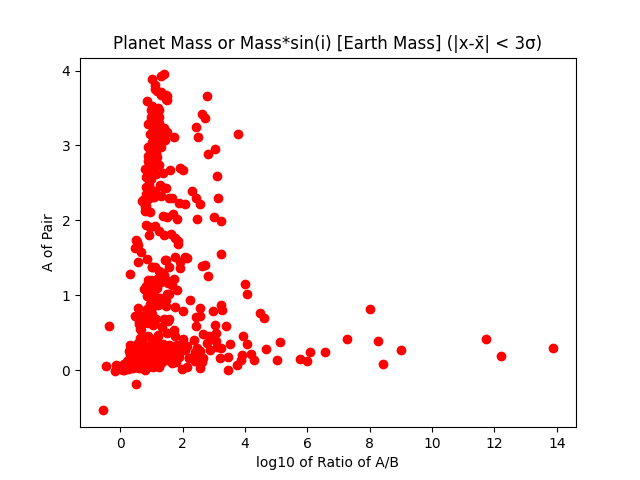 Planet Mass or Mass*sin(i) [Earth Mass] (|x-x̄| < 3σ)
4
3
2
1
0
A of Pair
0 2 4 6 8 10 12 14
log10 of Ratio of A/B